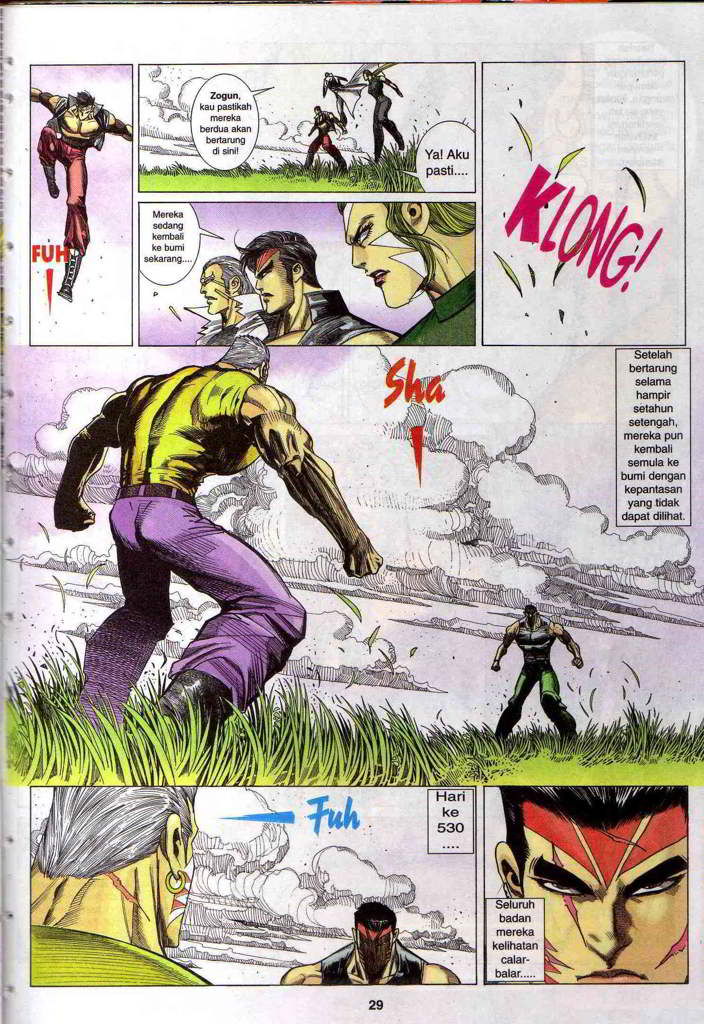 Zogun,
kau pastikah
mereka
berdua akan
bertarung
di sini!
Ya! Aku
pasti....
KLONG!
FUH
Mereka
sedang
kembali
ke bumi
sekarang....
Sha
Setelah
bertarung
selama
hampir
setahun
setengah,
mereka pun
kembali
semula ke
bumi dengan
kepantasan
yang tidak
dapat dilihat.
Fuh
Hari
ke
530
....
Seluruh
badan
mereka
kelihatan
calar-
balar.....
29